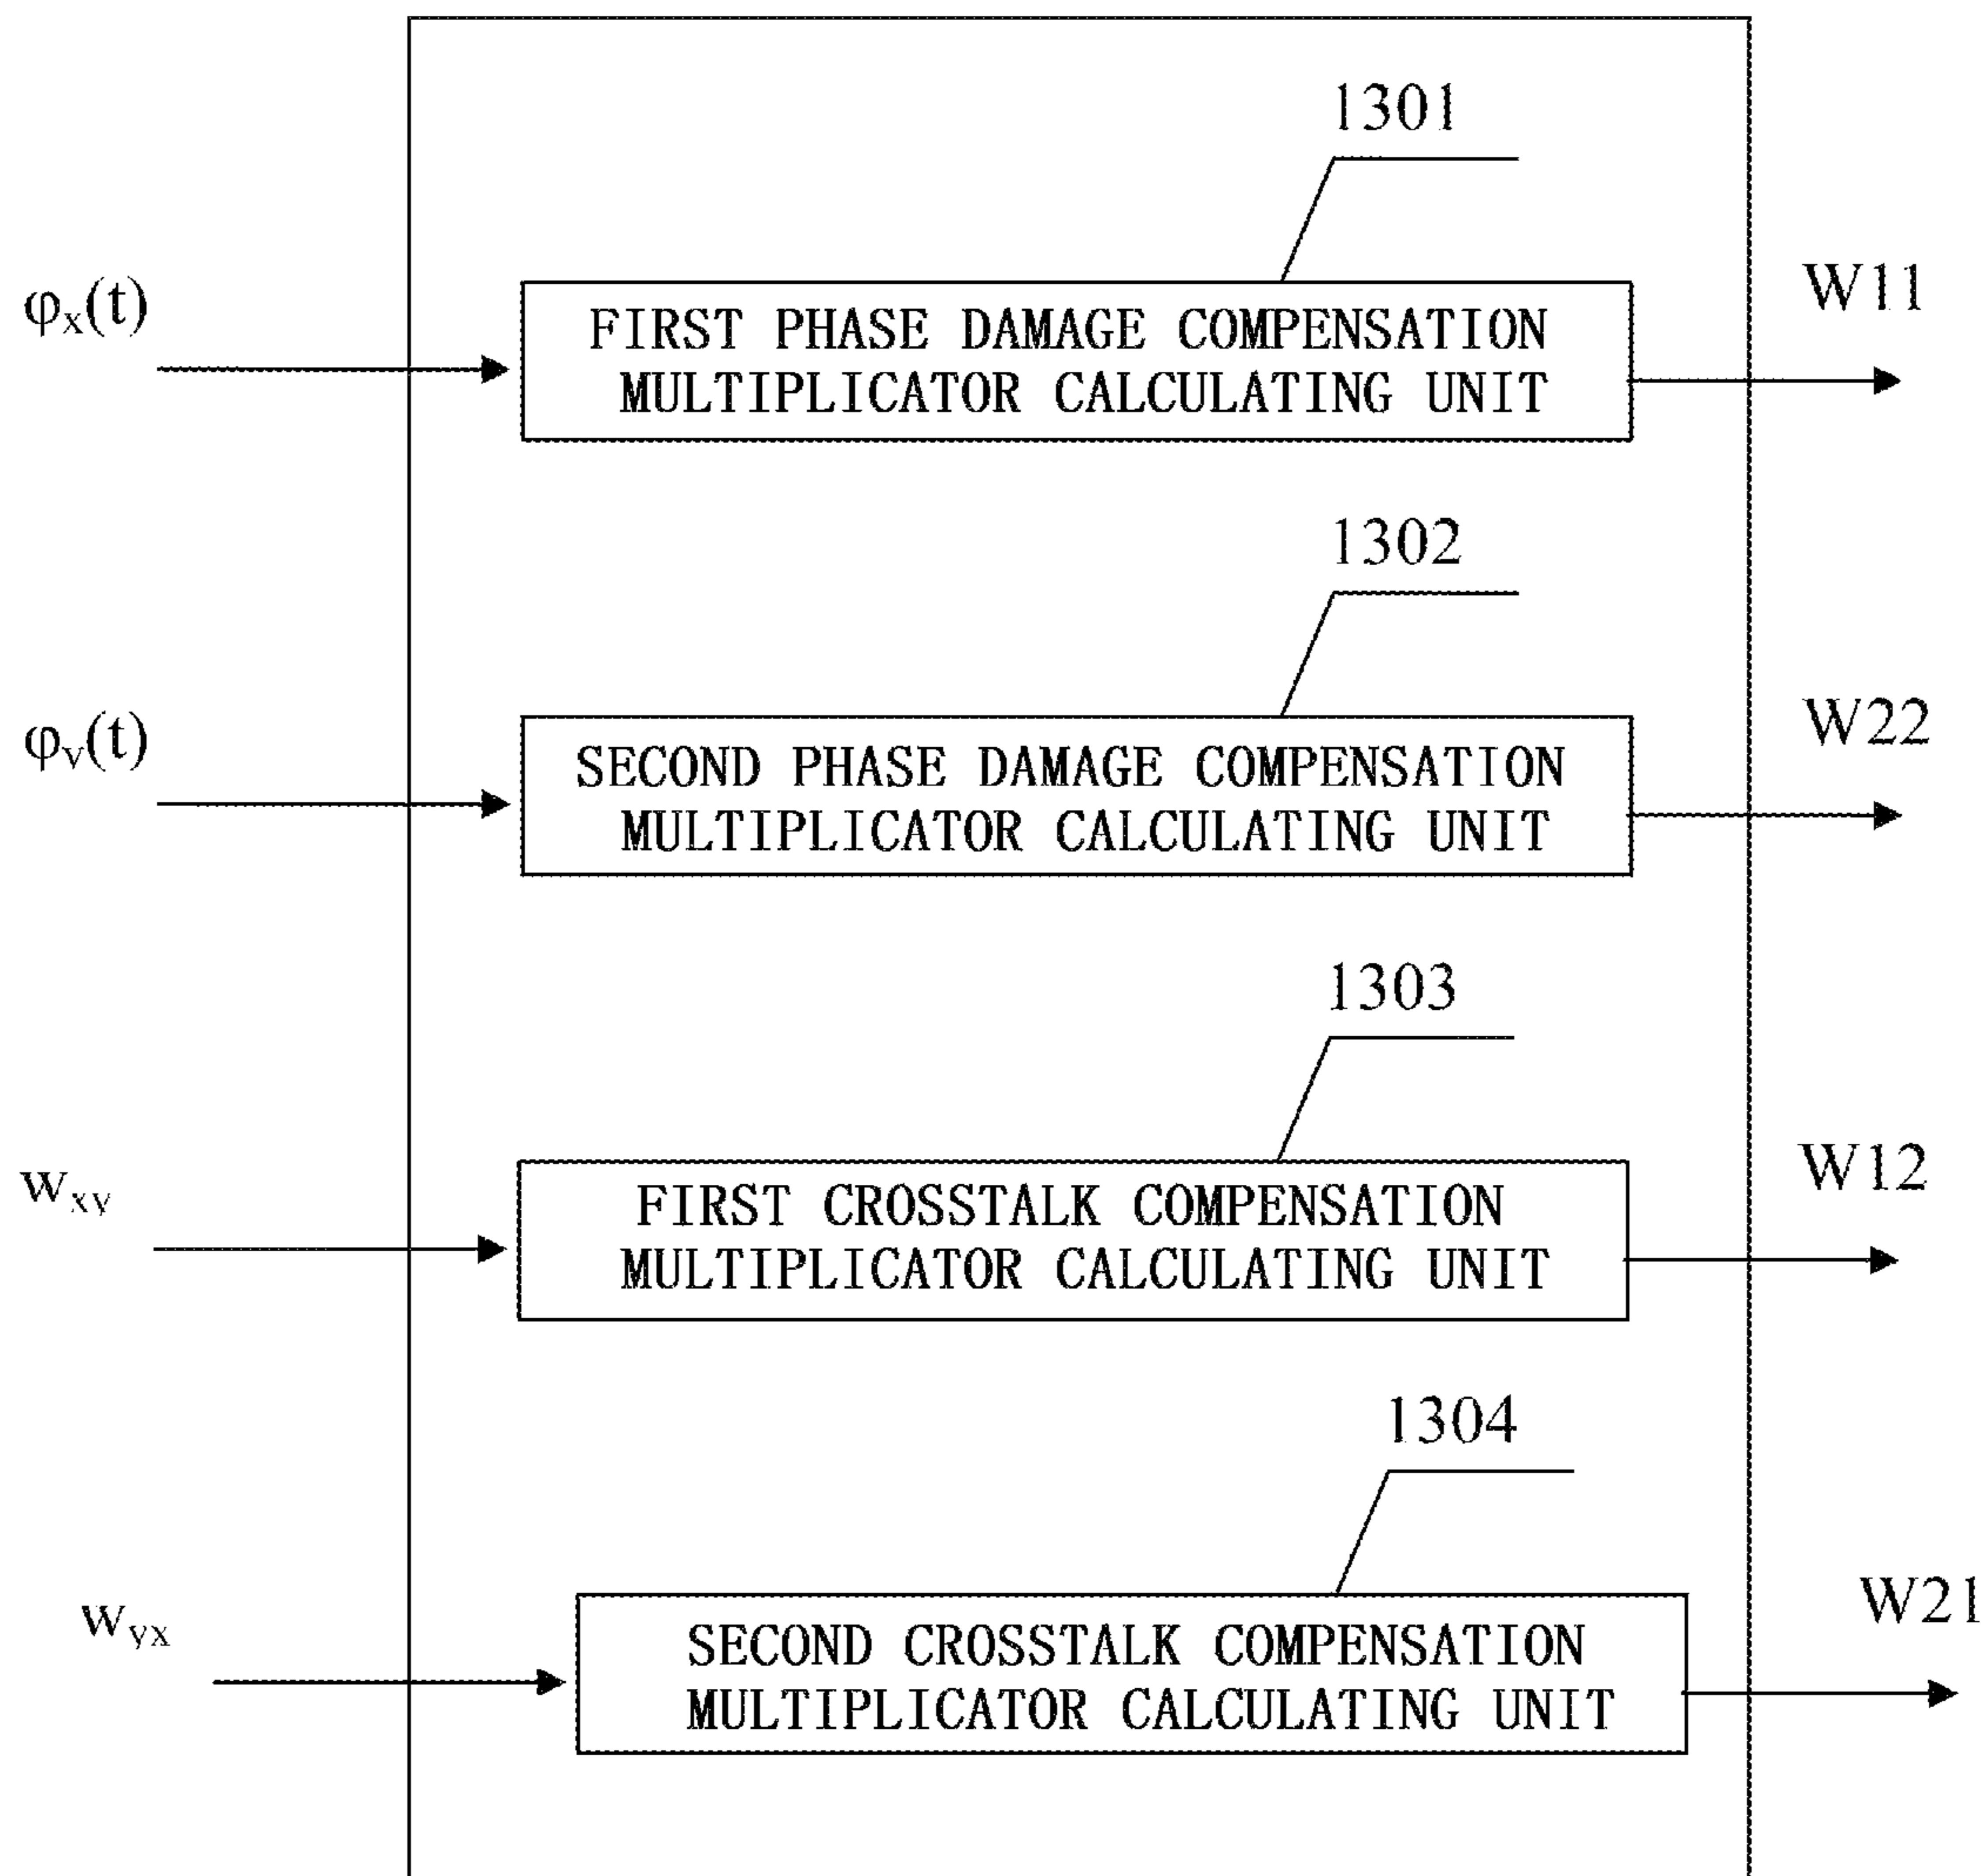 1301
φx(t)
W11
FIRST PHASE DAMAGE COMPENSATION
MULTIPLICATOR CALCULATING UNIT
1302
φy(t)
W22
SECOND PHASE DAMAGE COMPENSATION
MULTIPLICATOR CALCULATING UNIT
1303
wxy
W12
FIRST CROSSTALK COMPENSATION
MULTIPLICATOR CALCULATING UNIT
1304
wyx
W21
SECOND CROSSTALK COMPENSATION
MULTIPLICATOR CALCULATING UNIT